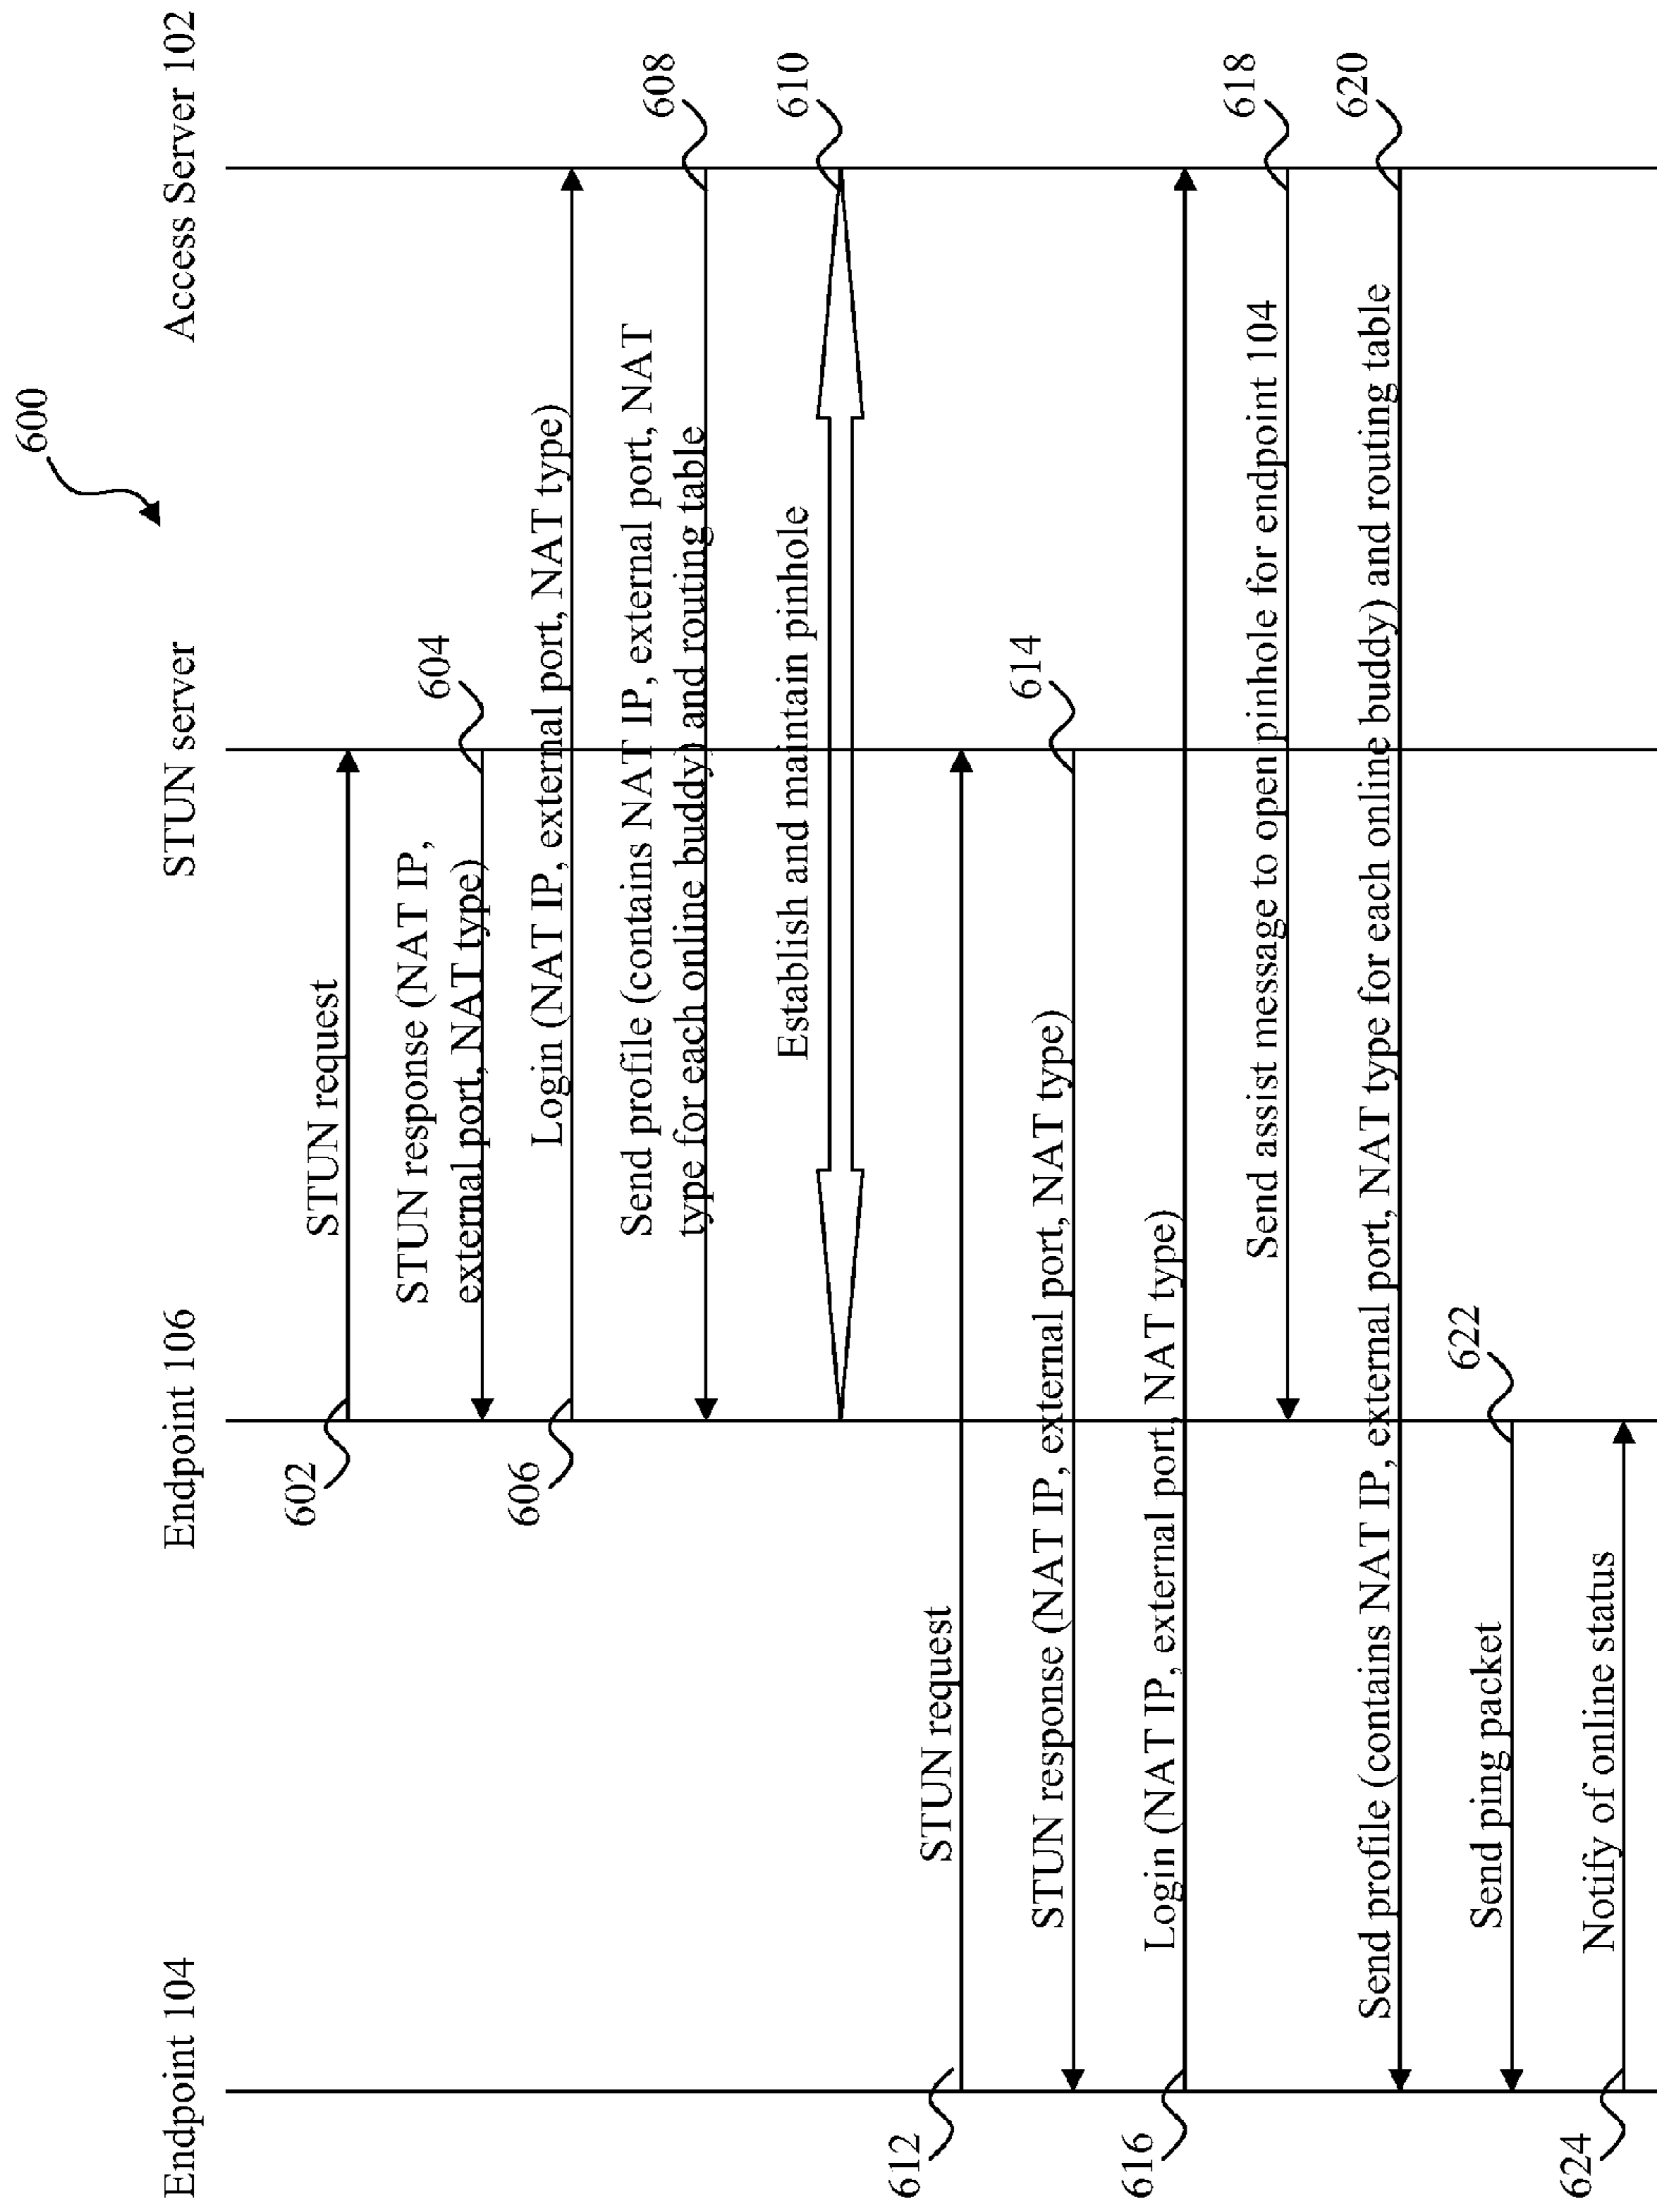 600
Endpoint 104
Endpoint 106
STUN server
Access Server 102
STUN request
602
STUN response (NAT IP,
external port, NAT type)
604
Login (NAT IP, external port, NAT type)
606
Send profile (contains NAT IP, external port, NAT
type for each online buddy) and routing table
608
Establish and maintain pinhole
610
STUN request
612
STUN response (NAT IP, external port, NAT type)
614
Login (NAT IP, external port, NAT type)
616
Send assist message to open pinhole for endpoint 104
618
Send profile (contains NAT IP, external port, NAT type for each online buddy) and routing table
620
Send ping packet
622
Notify of online status
624